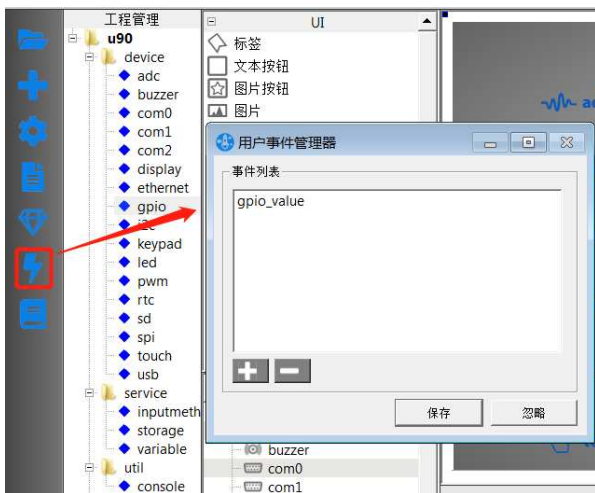 工程管理
u90
device
adc
buzzer
com0
com1
com2
display
ethernet
gpio
i2c
keypad
led
pwm
rtc
sd
spi
touch
usb
service
inputmeth
storage
variable
util
console
UI
标签
文本按钮
图片按钮
图片
用户事件管理器
事件列表
gpio_value
保存
忽略
buzzer
com0
com1